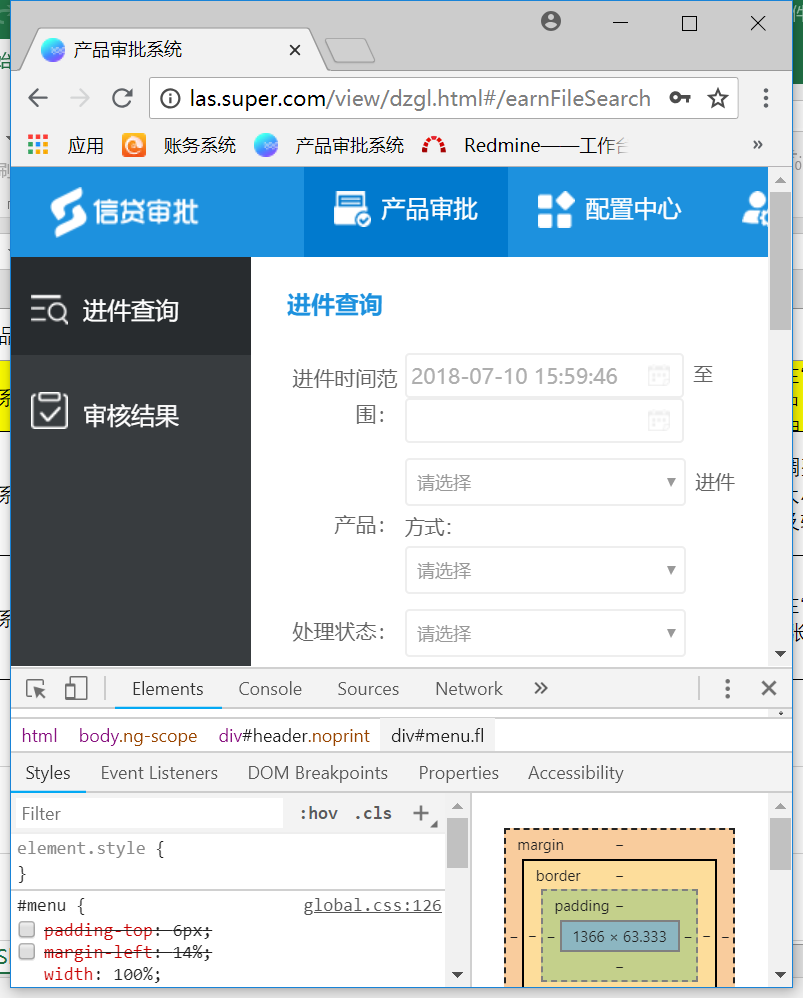 产品审批系统
las.super.com/view/dzgl.html#/earnFileSearch
应用 账务系统 产品审批系统 Redmine——工作台 »
信贷审批 产品审批 配置中心
进件查询
审核结果
进件查询
进件时间范围： 2018-07-10 15:59:46 至
产品： 请选择 进件方式： 请选择
处理状态： 请选择
Elements Console Sources Network »
html body.ng-scope div#header.noprint div#menu.fl
Styles Event Listeners DOM Breakpoints Properties Accessibility
Filter :hov .cls +
element.style {
}
#menu { global.css:126
padding-top: 6px;
margin-left: 14%;
width: 100%;
margin –
border –
padding –
– – – 1366 × 63.333 – – –
–